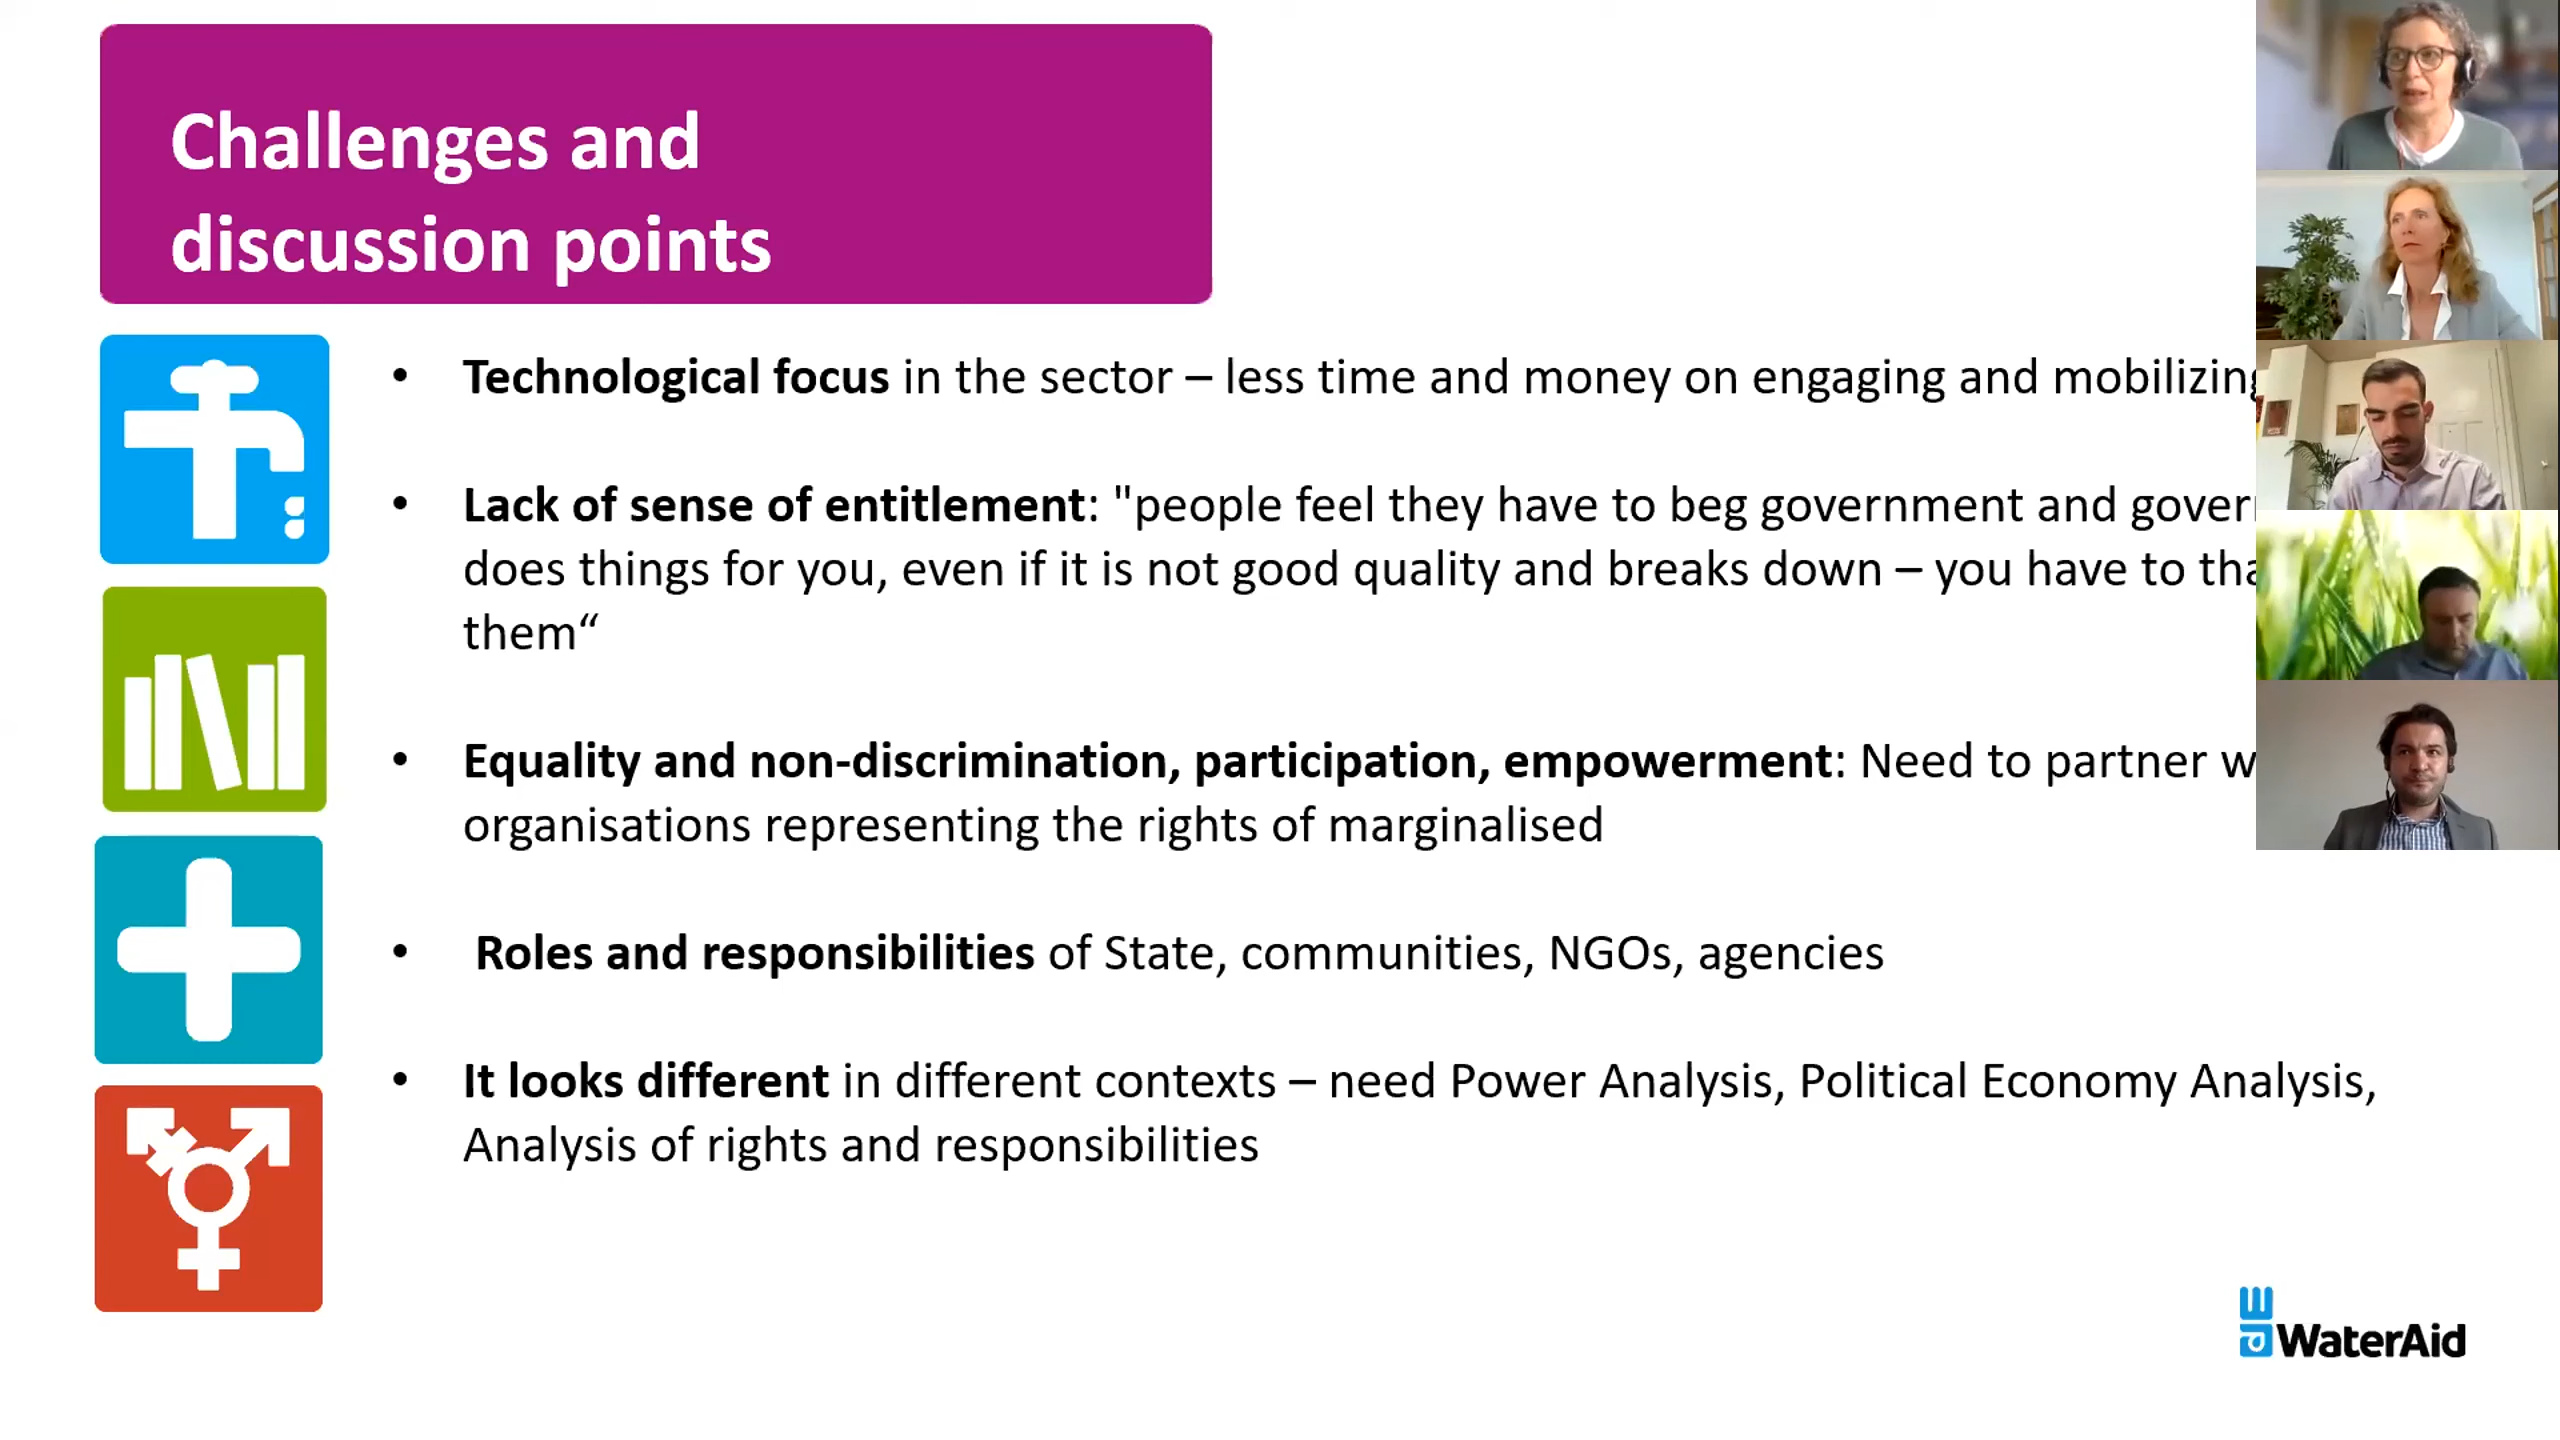 Challenges and
discussion points
• Technological focus in the sector – less time and money on engaging and mobilizing
• Lack of sense of entitlement: "people feel they have to beg government and
does things for you, even if it is not good quality and breaks down – you have to
them“
• Equality and non-discrimination, participation, empowerment: Need to partner
organisations representing the rights of marginalised
• Roles and responsibilities of State, communities, NGOs, agencies
• It looks different in different contexts – need Power Analysis, Political Economy Analysis,
Analysis of rights and responsibilities
WaterAid